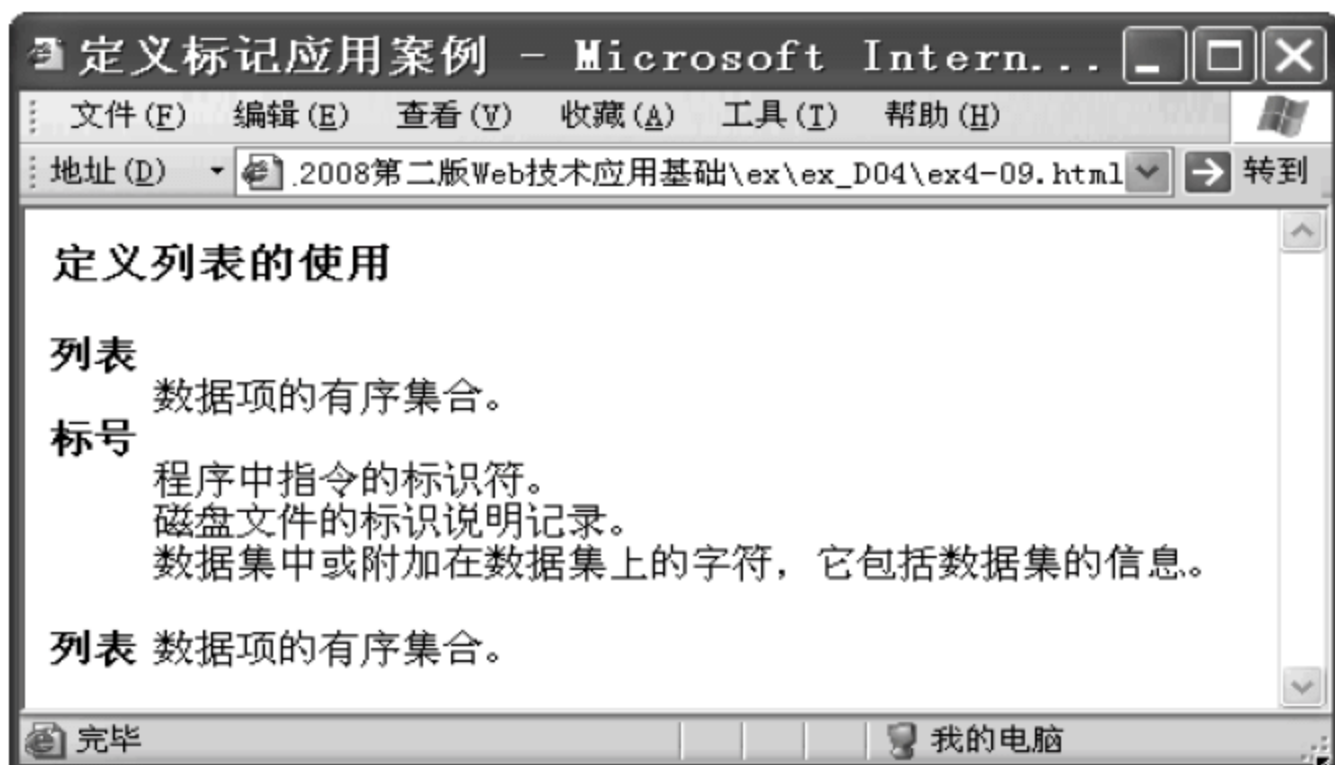 定义标记应用案例 - Microsoft Intern...
文件(F) 编辑(E) 查看(V) 收藏(A) 工具(T) 帮助(H)
地址(D) .2008第二版Web技术应用基础\ex\ex_D04\ex4-09.html 转到
定义列表的使用
列表
数据项的有序集合。
标号
程序中指令的标识符。
磁盘文件的标识说明记录。
数据集中或附加在数据集上的字符，它包括数据集的信息。
列表 数据项的有序集合。
完毕 我的电脑